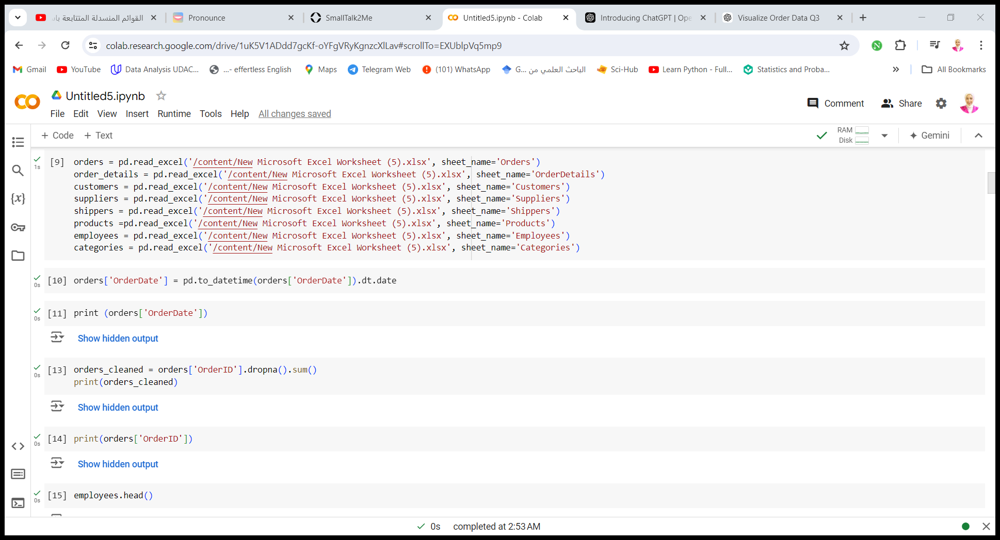 القوائم المنسدلة المتتابعة با
Pronounce
SmallTalk2Me
Untitled5.ipynb - Colab
Introducing ChatGPT | Ope
Visualize Order Data Q3
colab.research.google.com/drive/1uK5V1ADdd7gcKf-oYFgVRyKgnzcXlLav#scrollTo=EXUblpVq5mp9
Gmail
YouTube
Data Analysis UDAC...
...- effertless English
Maps
Telegram Web
(101) WhatsApp
G... الباحث العلمي من
Sci-Hub
Learn Python - Full...
Statistics and Proba...
All Bookmarks
Untitled5.ipynb
Comment
Share
File Edit View Insert Runtime Tools Help All changes saved
+ Code + Text
RAM
Disk
Gemini
1s
[9] orders = pd.read_excel('/content/New Microsoft Excel Worksheet (5).xlsx', sheet_name='Orders')
order_details = pd.read_excel('/content/New Microsoft Excel Worksheet (5).xlsx', sheet_name='OrderDetails')
customers = pd.read_excel('/content/New Microsoft Excel Worksheet (5).xlsx', sheet_name='Customers')
suppliers = pd.read_excel('/content/New Microsoft Excel Worksheet (5).xlsx', sheet_name='Suppliers')
shippers = pd.read_excel('/content/New Microsoft Excel Worksheet (5).xlsx', sheet_name='Shippers')
products =pd.read_excel('/content/New Microsoft Excel Worksheet (5).xlsx', sheet_name='Products')
employees = pd.read_excel('/content/New Microsoft Excel Worksheet (5).xlsx', sheet_name='Employees')
categories = pd.read_excel('/content/New Microsoft Excel Worksheet (5).xlsx', sheet_name='Categories')
0s
[10] orders['OrderDate'] = pd.to_datetime(orders['OrderDate']).dt.date
0s
[11] print (orders['OrderDate'])
Show hidden output
0s
[13] orders_cleaned = orders['OrderID'].dropna().sum()
print(orders_cleaned)
Show hidden output
0s
[14] print(orders['OrderID'])
Show hidden output
0s
[15] employees.head()
0s completed at 2:53 AM